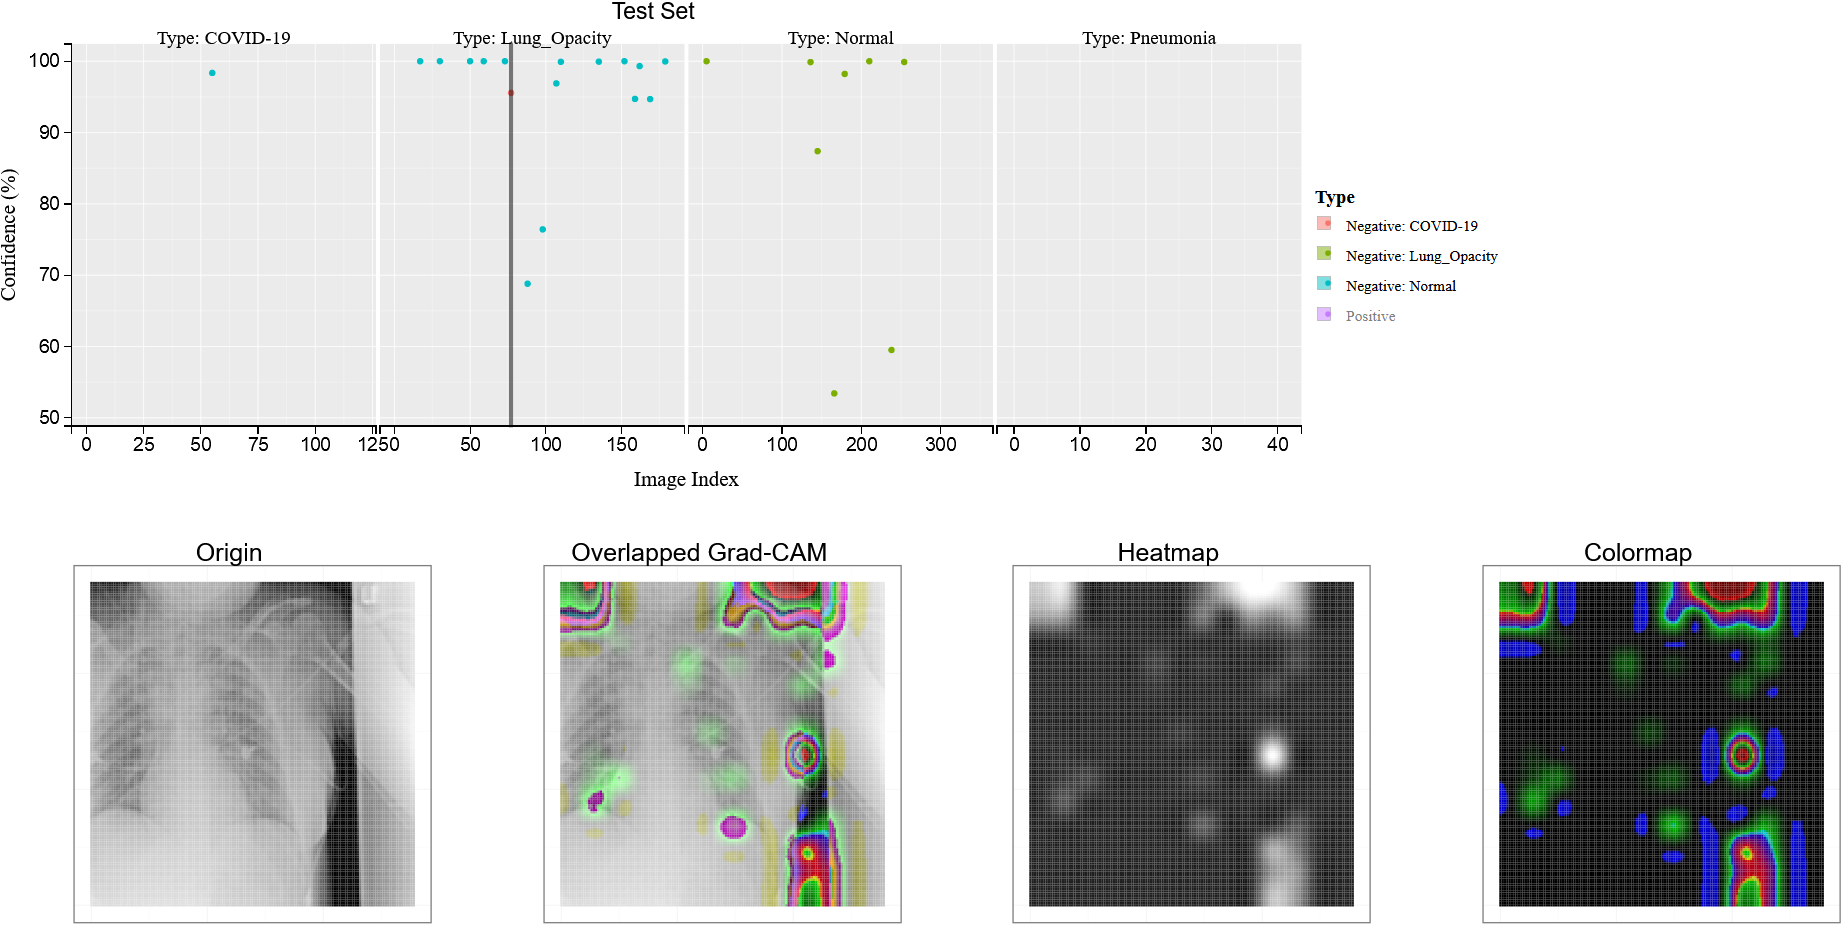 Test Set
Type: COVID-19
Type: Lung_Opacity
Type: Normal
Type: Pneumonia
Confidence (%)
100
90
80
70
60
50
0 25 50 75 100 125
0 50 100 150
0 100 200 300
0 10 20 30 40
Image Index
Type
Negative: COVID-19
Negative: Lung_Opacity
Negative: Normal
Positive
Origin
Overlapped Grad-CAM
Heatmap
Colormap